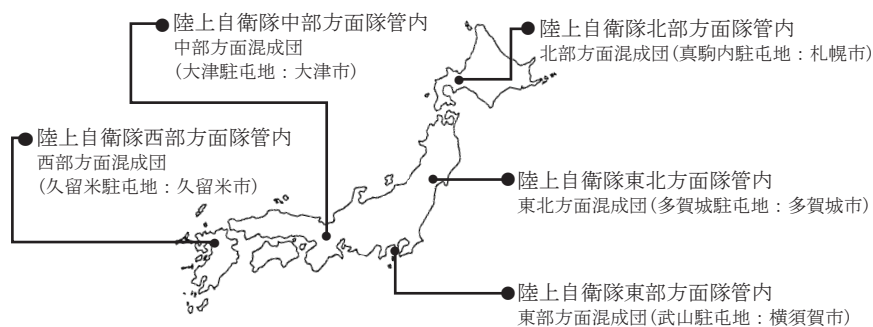 陸上自衛隊中部方面隊管内
中部方面混成団
(大津駐屯地：大津市)
陸上自衛隊北部方面隊管内
北部方面混成団(真駒内駐屯地：札幌市)
陸上自衛隊西部方面隊管内
西部方面混成団
(久留米駐屯地：久留米市)
陸上自衛隊東北方面隊管内
東北方面混成団(多賀城駐屯地：多賀城市)
陸上自衛隊東部方面隊管内
東部方面混成団(武山駐屯地：横須賀市)